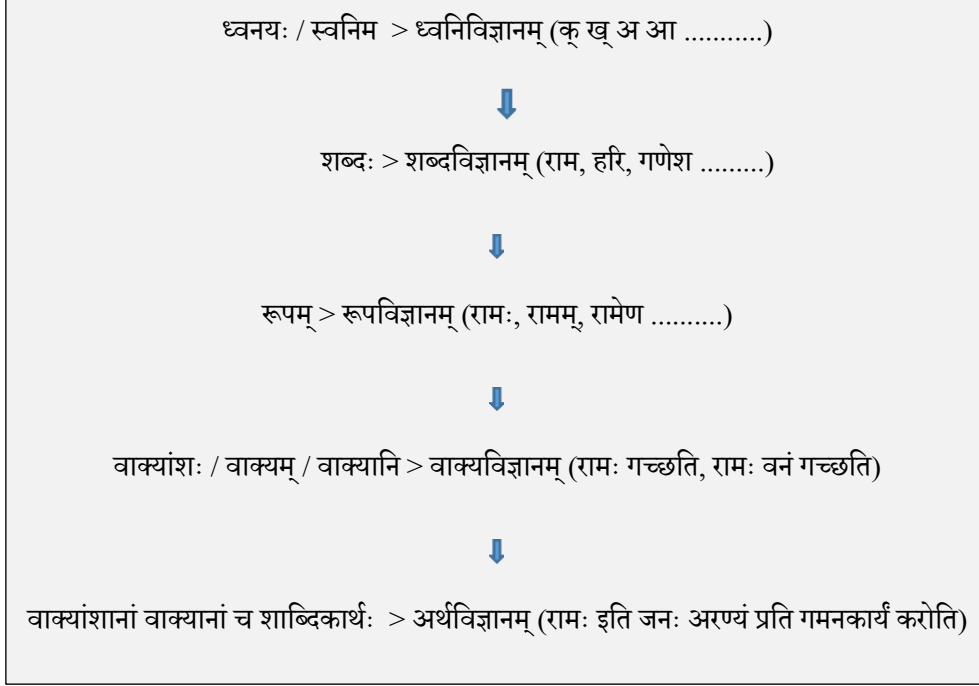 ध्वनयः / स्वनिम > ध्वनिविज्ञानम् (क् ख् अ आ ...........)
शब्दः > शब्दविज्ञानम् (राम, हरि, गणेश .........)
रूपम् > रूपविज्ञानम् (रामः, रामम्, रामेण ..........)
वाक्यांशः / वाक्यम् / वाक्यानि > वाक्यविज्ञानम् (रामः गच्छति, रामः वनं गच्छति)
वाक्यांशानां वाक्यानां च शाब्दिकार्थः > अर्थविज्ञानम् (रामः इति जनः अरण्यं प्रति गमनकार्यं करोति)